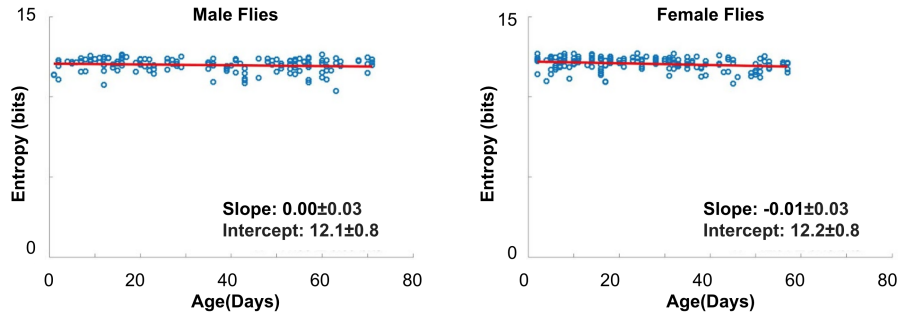 Male Flies
15
0
Entropy (bits)
Slope: 0.00±0.03
Intercept: 12.1±0.8
0 20 40 60 80
Age(Days)
Female Flies
15
0
Entropy (bits)
Slope: -0.01±0.03
Intercept: 12.2±0.8
0 20 40 60 80
Age(Days)